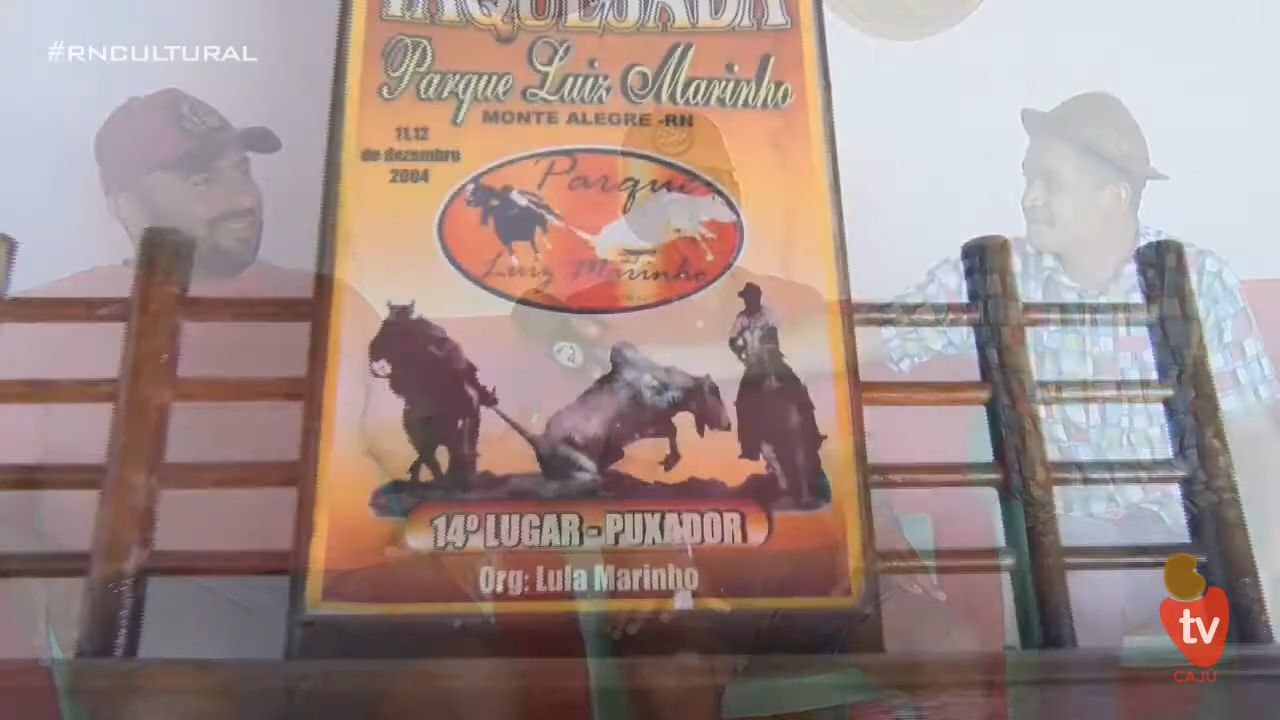 #RNCULTURAL
Parque Luiz Marinho
MONTE ALEGRE -RN
11,12
de dezembro
2004
Parque
Luiz Marinho
14º LUGAR - PUXADOR
Org: Lula Marinho
tv
CAJÚ